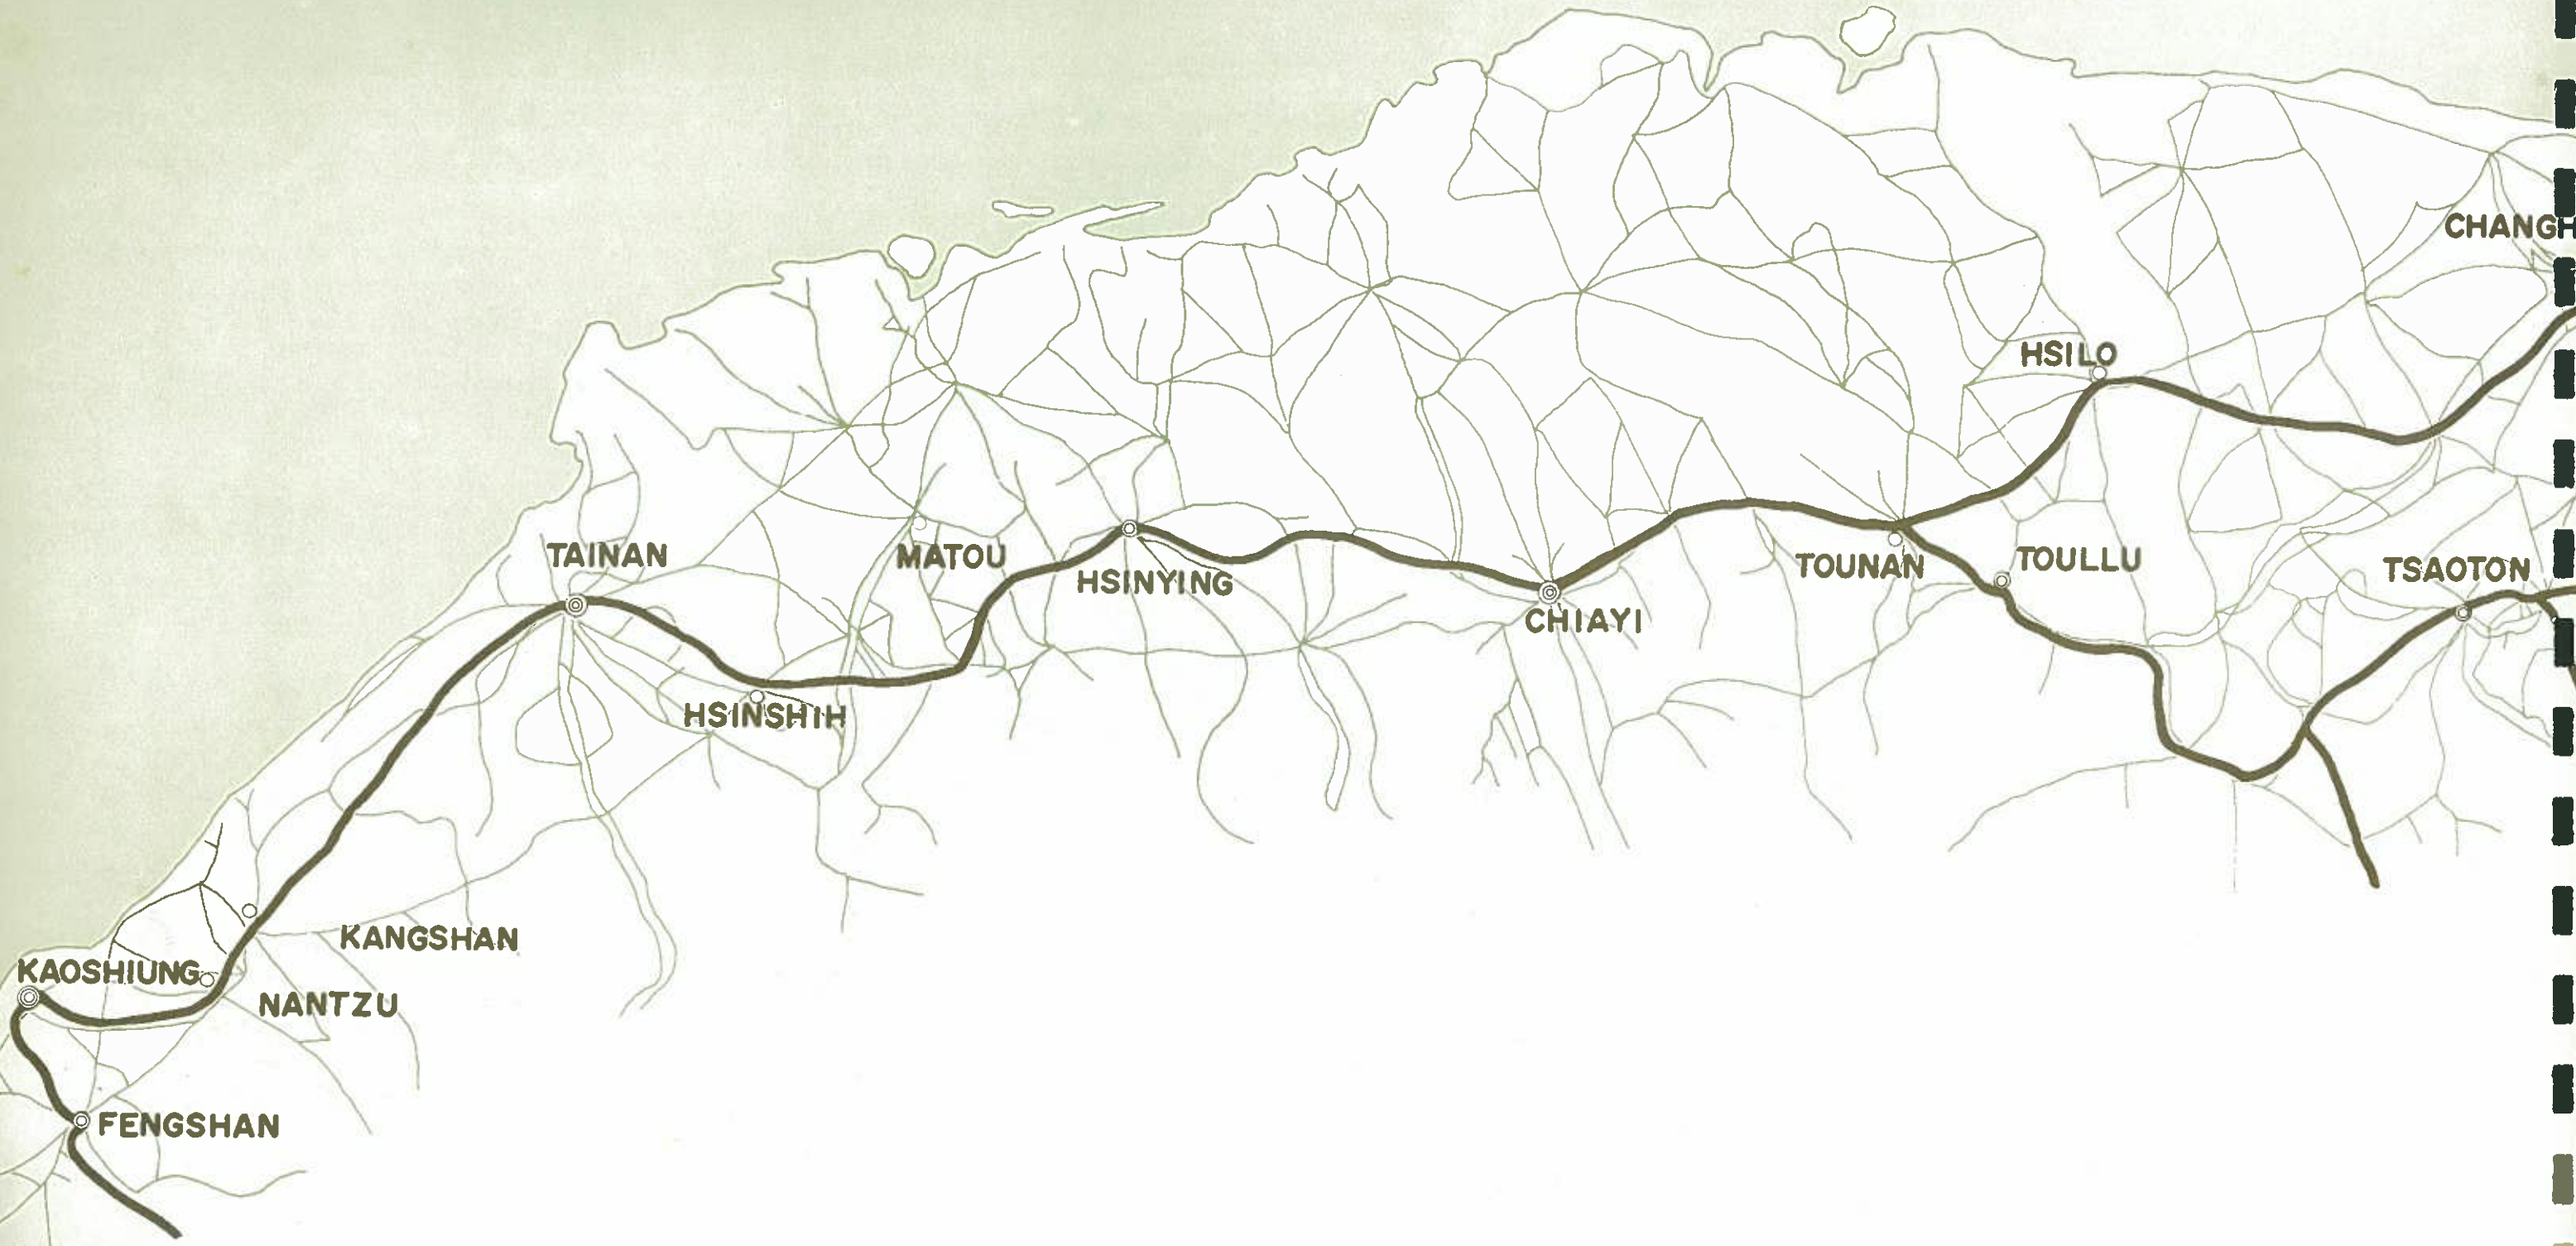 CHANGH
HSILO
TAINAN
MATOU
HSINYING
TOUNAN
TOULLU
TSAOTON
CHIAYI
HSINSHIH
KANGSHAN
KAOSHIUNG
NANTZU
FENGSHAN